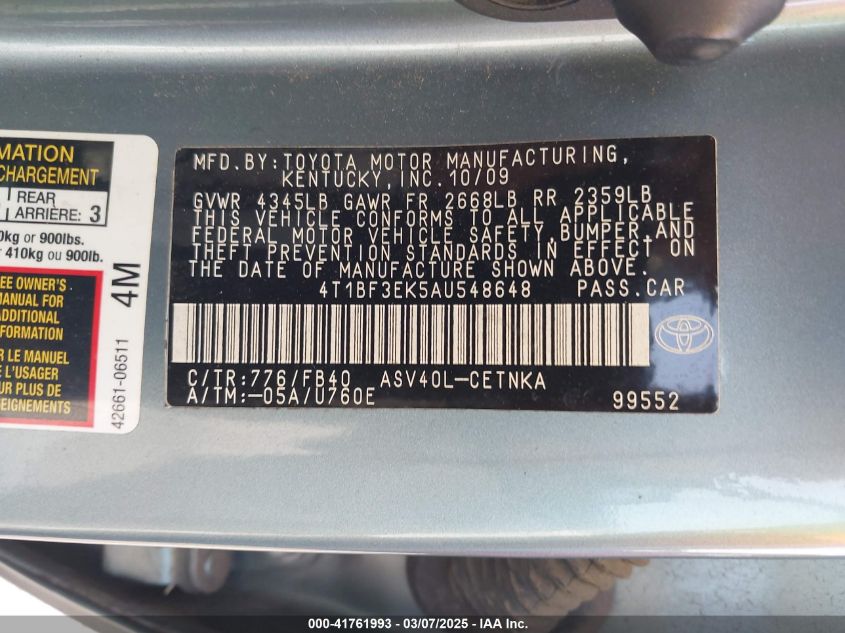 MATION
CHARGEMENT
REAR
ARRIÈRE: 3
kg or 900lbs.
r 410kg ou 900lb.
EE OWNER'S
MANUAL FOR
ADDITIONAL
FORMATION
R LE MANUEL
L'USAGER
UR PLUS DE
SEIGNEMENTS
4M
42661-06511
MFD.BY:TOYOTA MOTOR MANUFACTURING,
KENTUCKY,INC.10/09
GVWR 4345LB GAWR FR 2668LB RR 2359LB
THIS VEHICLE CONFORMS TO ALL APPLICABLE
FEDERAL MOTOR VEHICLE SAFETY,BUMPER,AND
THEFT PREVENTION STANDARDS IN EFFECT ON
THE DATE OF MANUFACTURE SHOWN ABOVE.
4T1BF3EK5AU548648 PASS.CAR
C/TR:776/FB40 ASV40L-CETNKA
A/TM:-05A/U760E
99552
000-41761993 — 03/07/2025 — IAA Inc.